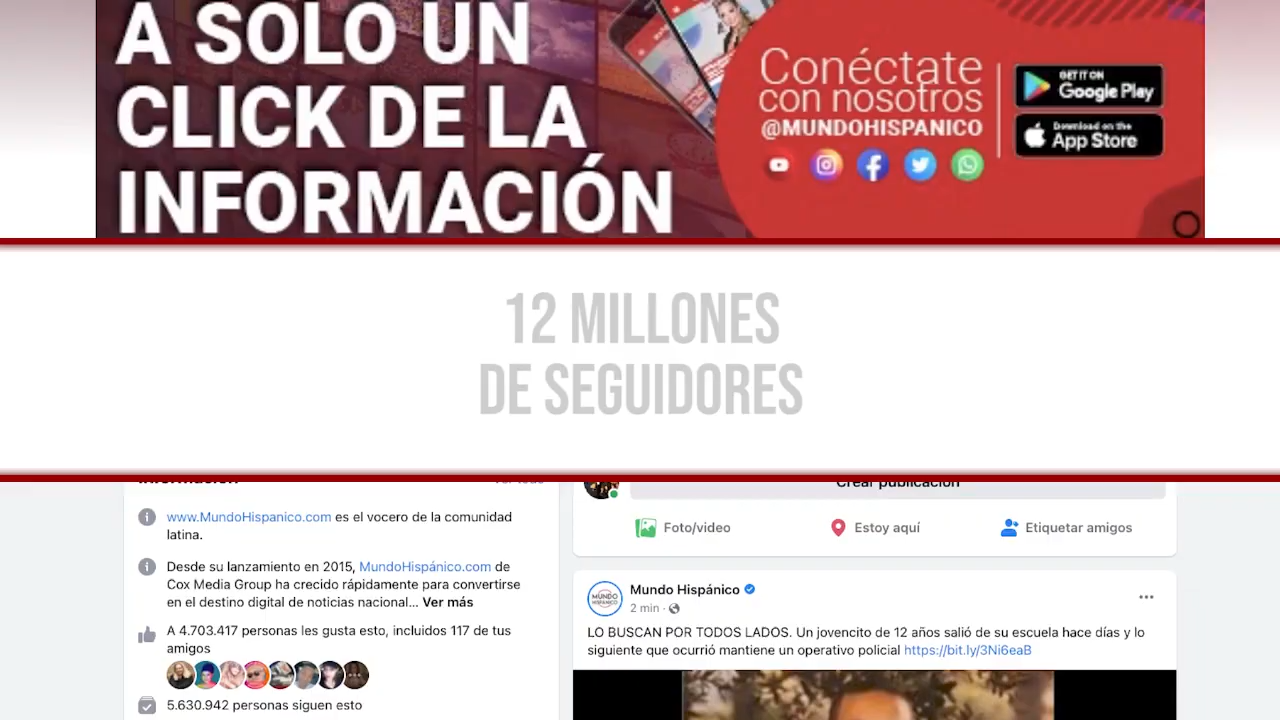 A SOLO UN
CLICK DE LA
INFORMACIÓN
Conéctate
con nosotros
@MUNDOHISPANICO
GET IT ON
Google Play
Download on the
App Store
12 MILLONES
DE SEGUIDORES
Crear publicación
www.MundoHispanico.com es el vocero de la comunidad
latina.
Desde su lanzamiento en 2015, MundoHispánico.com de
Cox Media Group ha crecido rápidamente para convertirse
en el destino digital de noticias nacional... Ver más
A 4.703.417 personas les gusta esto, incluidos 117 de tus
amigos
5.630.942 personas siguen esto
Foto/video
Estoy aquí
Etiquetar amigos
MUNDO
HISPÁNICO
Mundo Hispánico
2 min ·
LO BUSCAN POR TODOS LADOS. Un jovencito de 12 años salió de su escuela hace días y lo
siguiente que ocurrió mantiene un operativo policial https://bit.ly/3Ni6eaB